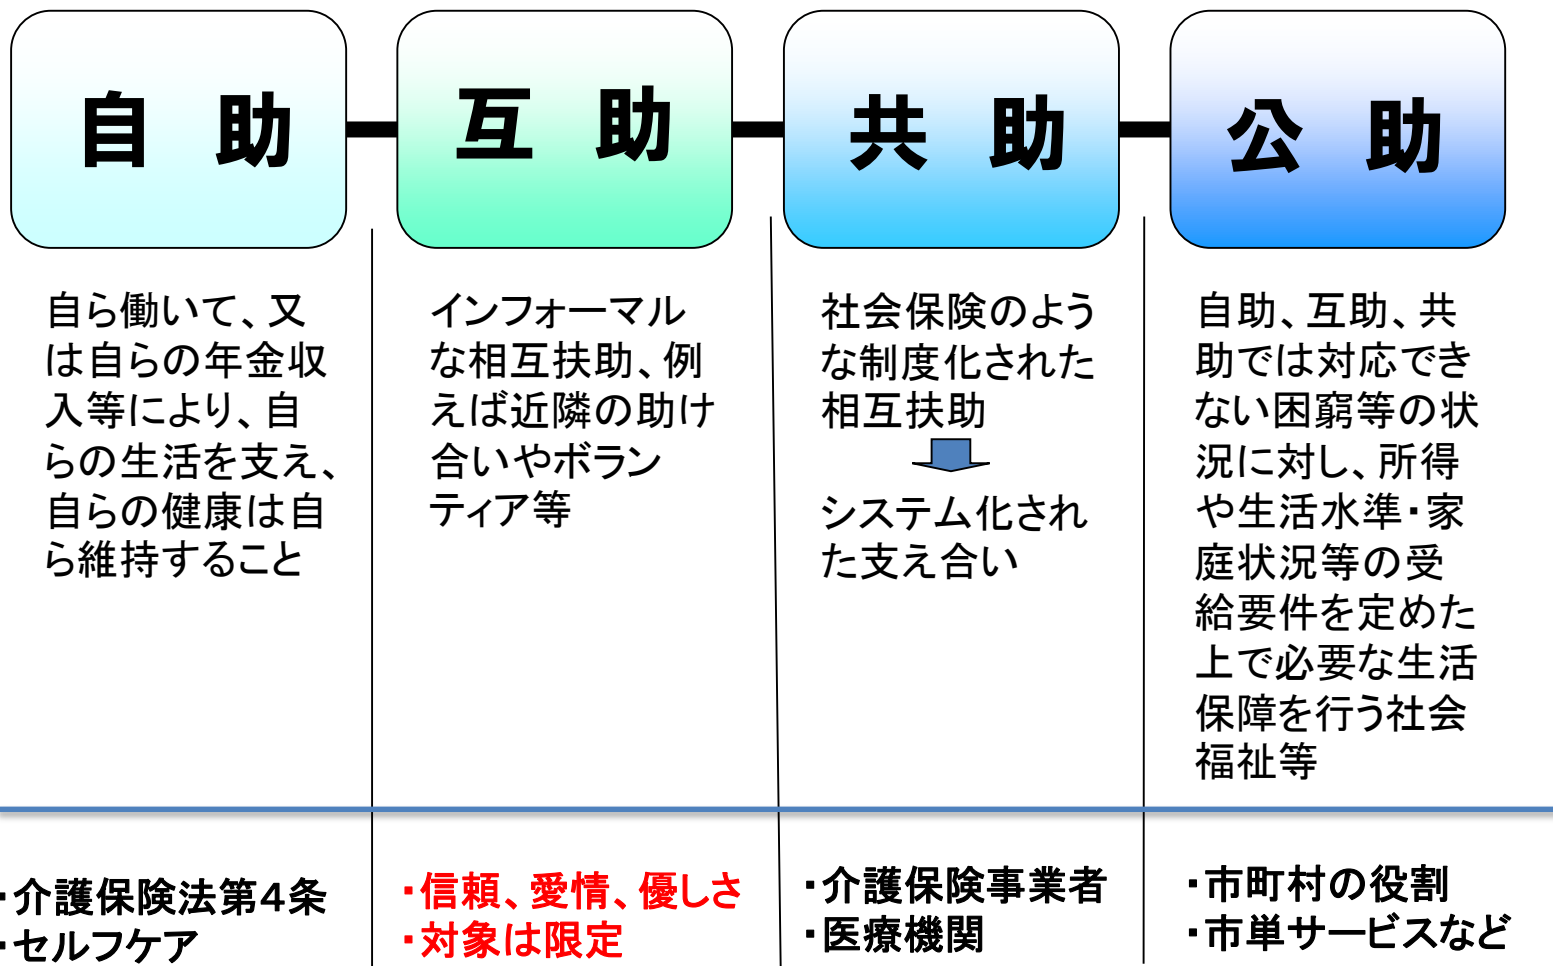 自 助
互 助
共 助
公 助
自ら働いて、又
は自らの年金収
入等により、自
らの生活を支え、
自らの健康は自
ら維持すること
インフォーマル
な相互扶助、例
えば近隣の助け
合いやボラン
ティア等
社会保険のよう
な制度化された
相互扶助
システム化され
た支え合い
自助、互助、共
助では対応でき
ない困窮等の状
況に対し、所得
や生活水準・家
庭状況等の受
給要件を定めた
上で必要な生活
保障を行う社会
福祉等
・介護保険法第4条
・セルフケア
・信頼、愛情、優しさ
・対象は限定
・介護保険事業者
・医療機関
・市町村の役割
・市単サービスなど